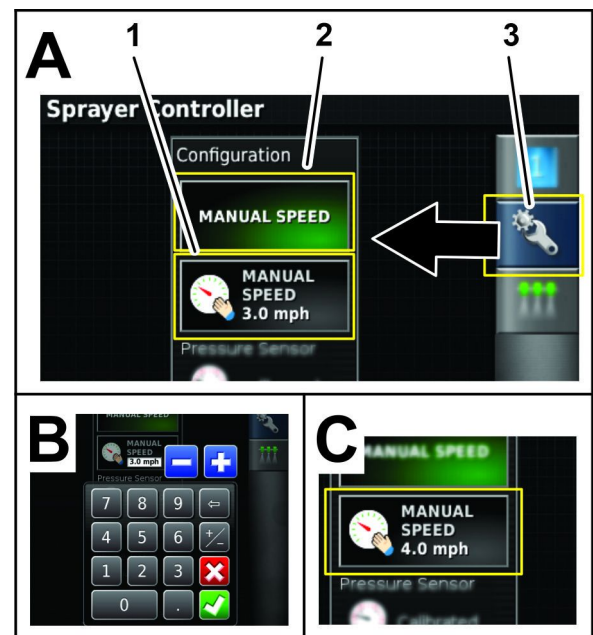 1
2
3
A
Sprayer Controller
Configuration
MANUAL SPEED
1
MANUAL
SPEED
3.0 mph
Pressure Sensor
B
MANUAL SPEED
MANUAL
SPEED
3.0 mph
Pressure Sensor
7 8 9 ⇦
4 5 6 +/−
1 2 3
0 .
C
MANUAL SPEED
MANUAL
SPEED
4.0 mph
Pressure Sensor
Calibrated